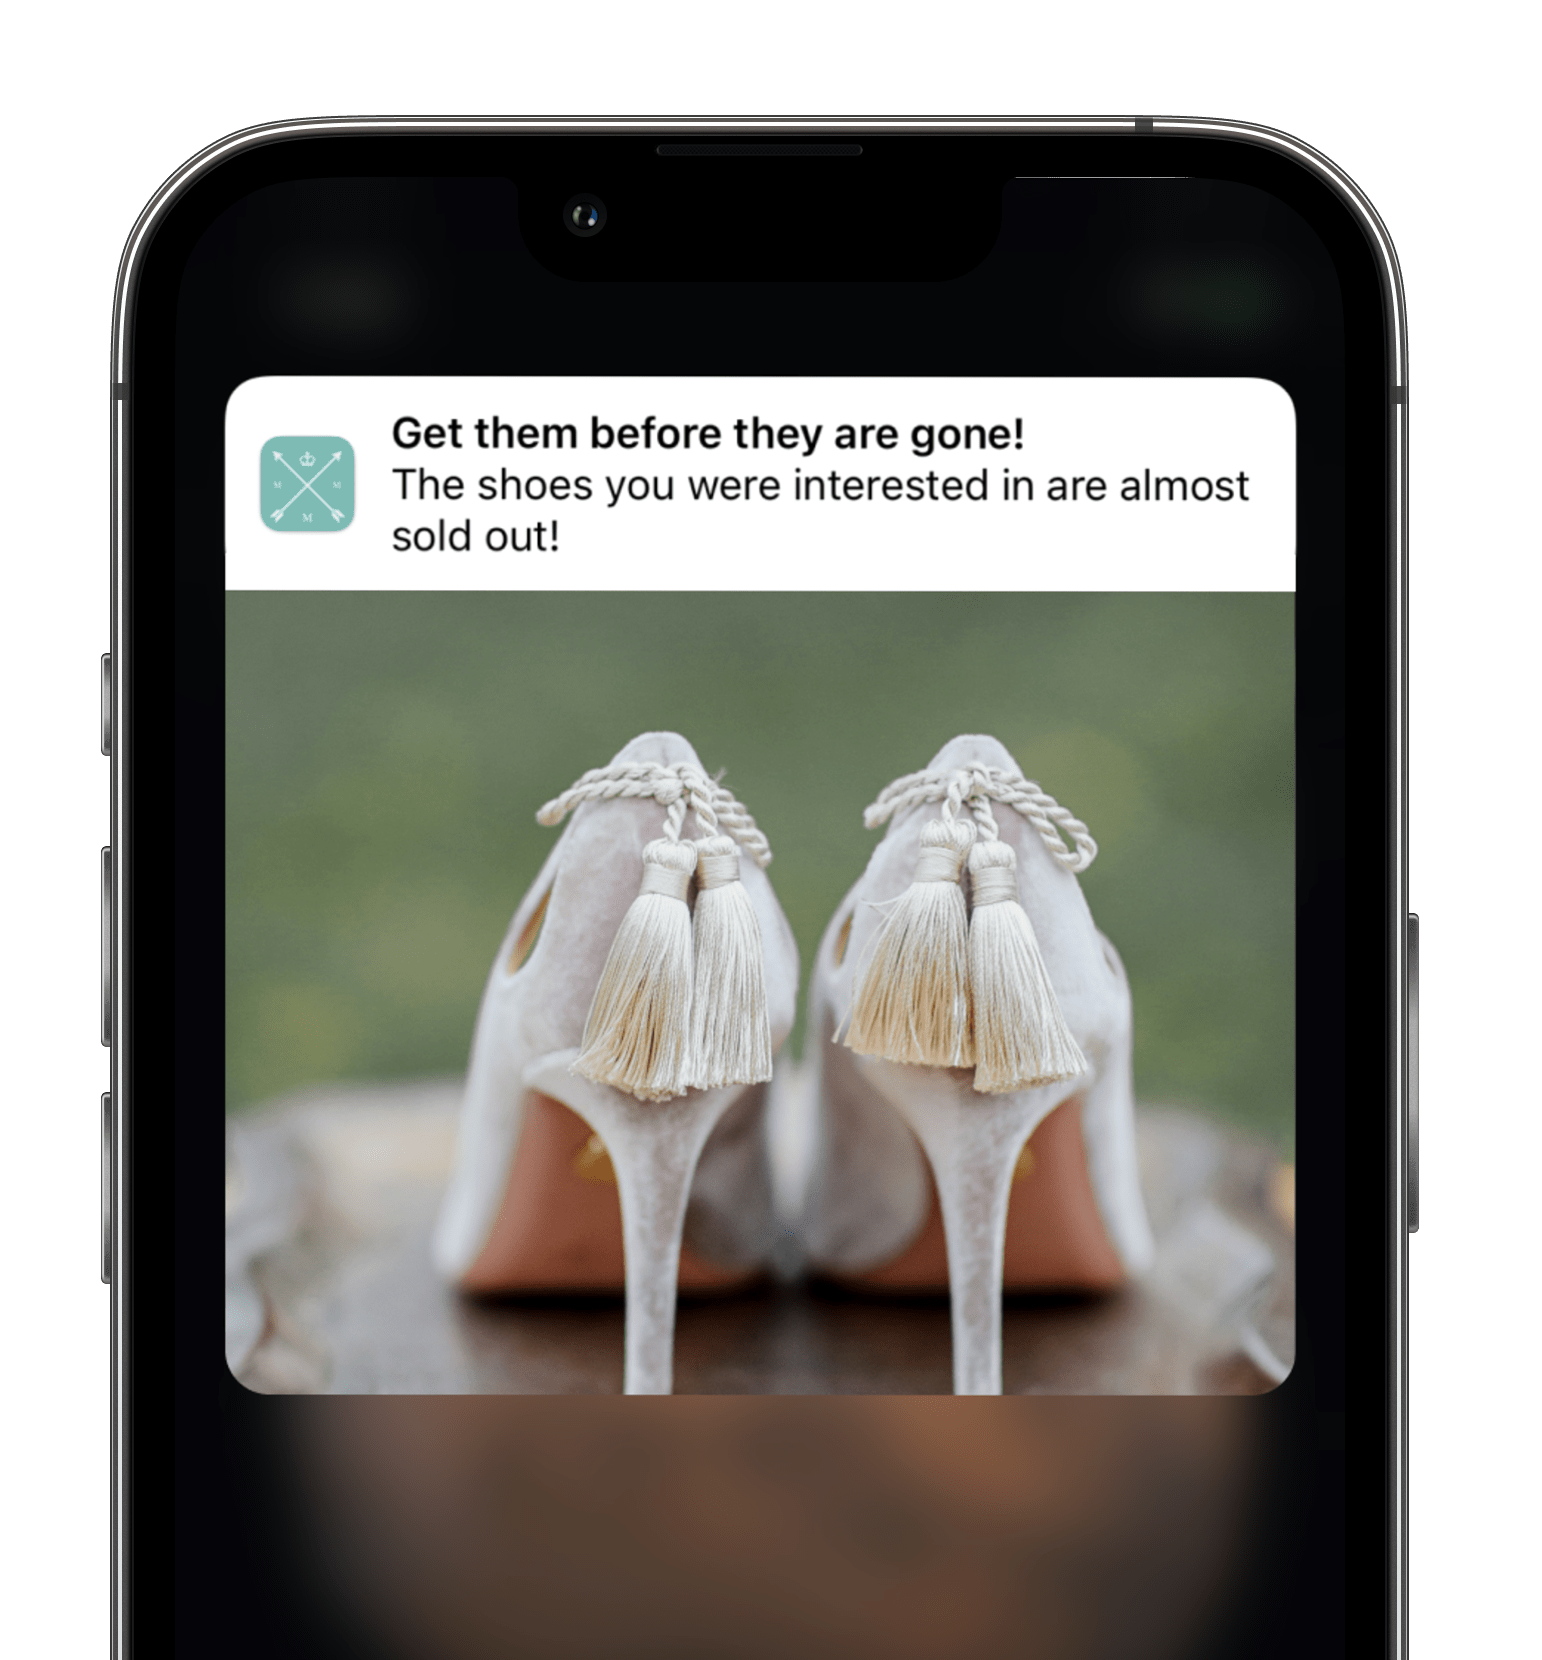 Get them before they are gone!
The shoes you were interested in are almost
sold out!
M M
M